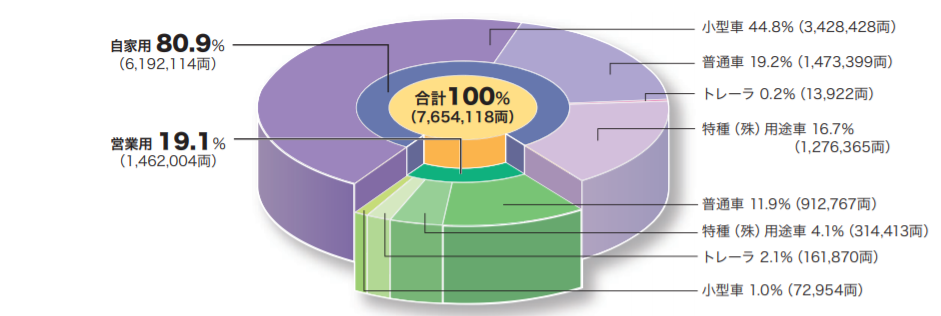 自家用 80.9%
（6,192,114両）
営業用 19.1%
（1,462,004両）
合計100%
（7,654,118両）
小型車 44.8%（3,428,428両）
普通車 19.2%（1,473,399両）
トレーラ 0.2%（13,922両）
特種（殊）用途車 16.7%
（1,276,365両）
普通車 11.9%（912,767両）
特種（殊）用途車 4.1%（314,413両）
トレーラ 2.1%（161,870両）
小型車 1.0%（72,954両）